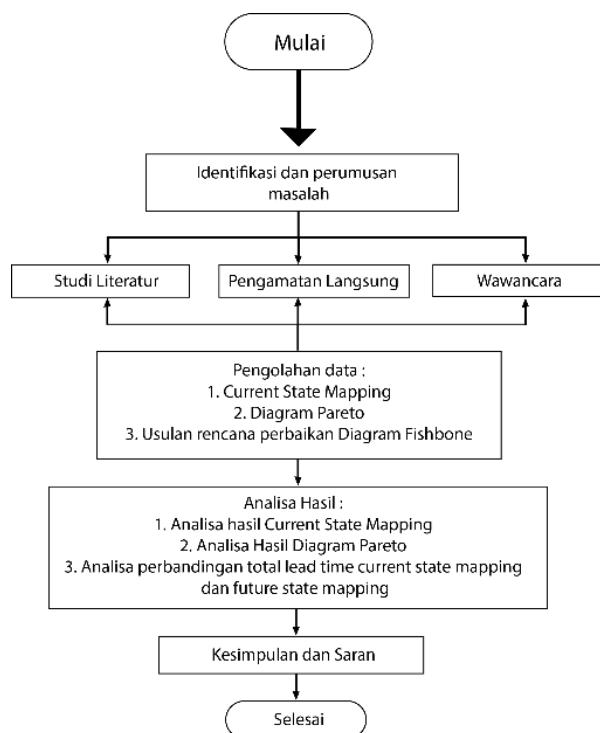 Mulai
Identifikasi dan perumusan
masalah
Studi Literatur
Pengamatan Langsung
Wawancara
Pengolahan data :
1. Current State Mapping
2. Diagram Pareto
3. Usulan rencana perbaikan Diagram Fishbone
Analisa Hasil :
1. Analisa hasil Current State Mapping
2. Analisa Hasil Diagram Pareto
3. Analisa perbandingan total lead time current state mapping
dan future state mapping
Kesimpulan dan Saran
Selesai